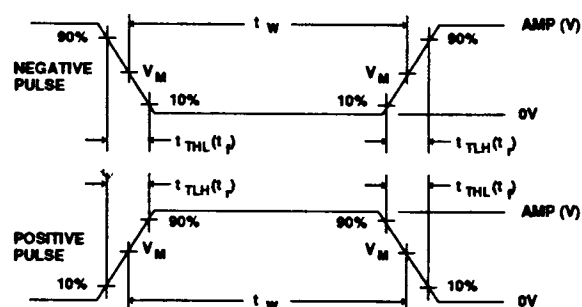 t W
90% 90% AMP (V)
NEGATIVE PULSE
V M V M
10% 10% 0V
t THL (t f) t TLH (t r)
t TLH (t r) t THL (t f)
AMP (V)
90% 90%
POSITIVE PULSE
V M V M
10% 10%
t W 0V